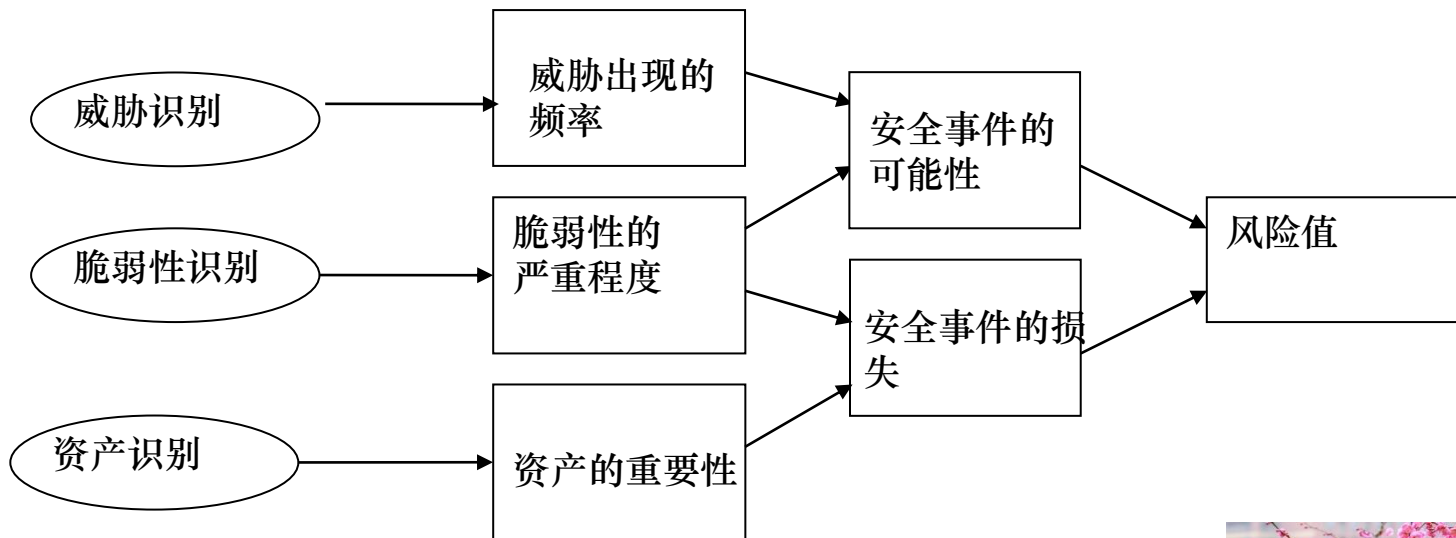 威胁识别
威胁出现的
频率
安全事件的
可能性
脆弱性识别
脆弱性的
严重程度
风险值
安全事件的损
失
资产识别
资产的重要性